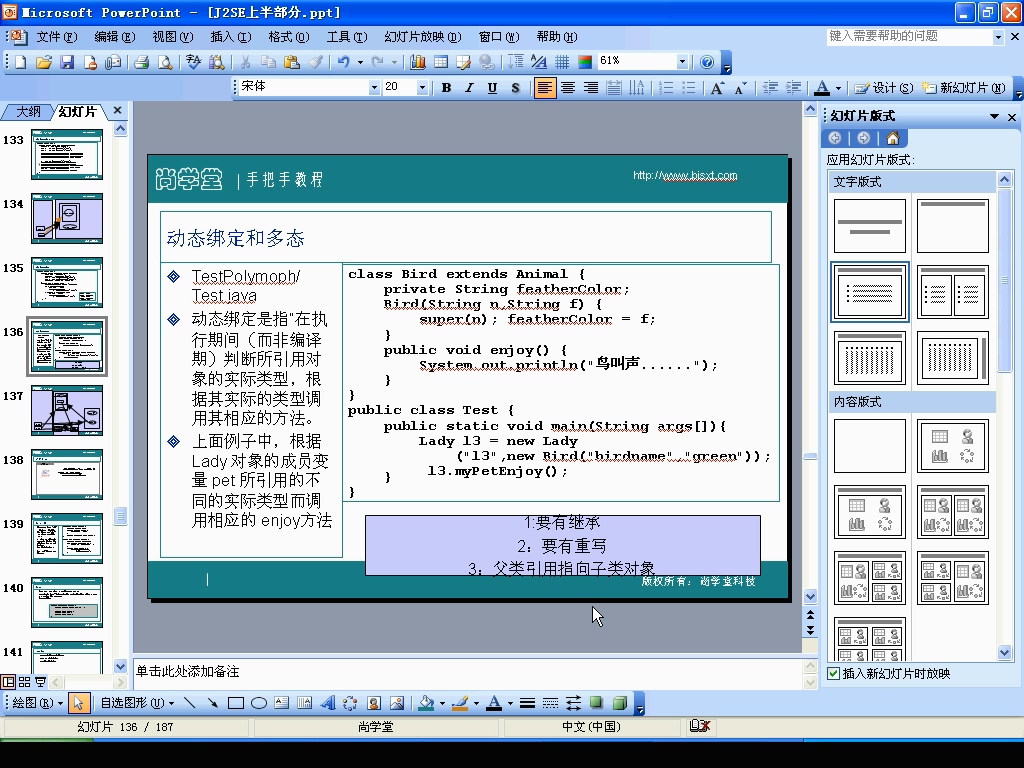 Microsoft PowerPoint - [J2SE上半部分.ppt]
文件(F) 编辑(E) 视图(V) 插入(I) 格式(O) 工具(T) 幻灯片放映(D) 窗口(W) 帮助(H) 键入需要帮助的问题
61%
宋体 20 B I U S A A A 设计(S) 新幻灯片(N)
大纲 幻灯片
133
134
135
136
137
138
139
140
141
尚学堂 | 手把手教程
http://www.bjsxt.com
动态绑定和多态
TestPolymoph/
Test.java
动态绑定是指“在执
行期间（而非编译
期）判断所引用对
象的实际类型，根
据其实际的类型调
用其相应的方法。
上面例子中，根据
Lady 对象的成员变
量 pet 所引用的不
同的实际类型而调
用相应的 enjoy方法
class Bird extends Animal {
private String featherColor;
Bird(String n,String f) {
super(n); featherColor = f;
}
public void enjoy() {
System.out.println("鸟叫声......");
}
}
public class Test {
public static void main(String args[]){
Lady l3 = new Lady
("l3",new Bird("birdname","green"));
l3.myPetEnjoy();
}
}
1:要有继承
2：要有重写
3：父类引用指向子类对象
版权所有：尚学堂科技
幻灯片版式
应用幻灯片版式:
文字版式
内容版式
插入新幻灯片时放映
单击此处添加备注
绘图(R) 自选图形(U) A
幻灯片 136 / 187 尚学堂 中文(中国)